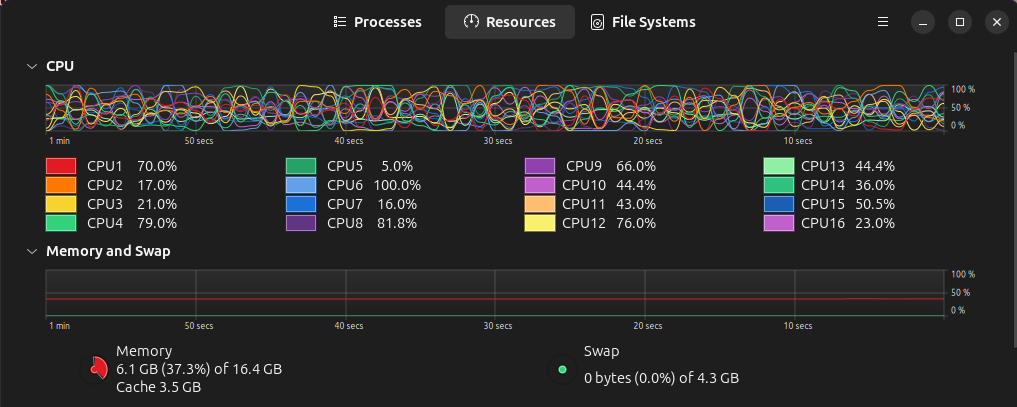 Processes Resources File Systems
CPU
100 %
50 %
0 %
1 min 50 secs 40 secs 30 secs 20 secs 10 secs
CPU1 70.0% CPU5 5.0% CPU9 66.0% CPU13 44.4%
CPU2 17.0% CPU6 100.0% CPU10 44.4% CPU14 36.0%
CPU3 21.0% CPU7 16.0% CPU11 43.0% CPU15 50.5%
CPU4 79.0% CPU8 81.8% CPU12 76.0% CPU16 23.0%
Memory and Swap
100 %
50 %
0 %
1 min 50 secs 40 secs 30 secs 20 secs 10 secs
Memory
6.1 GB (37.3%) of 16.4 GB
Cache 3.5 GB
Swap
0 bytes (0.0%) of 4.3 GB